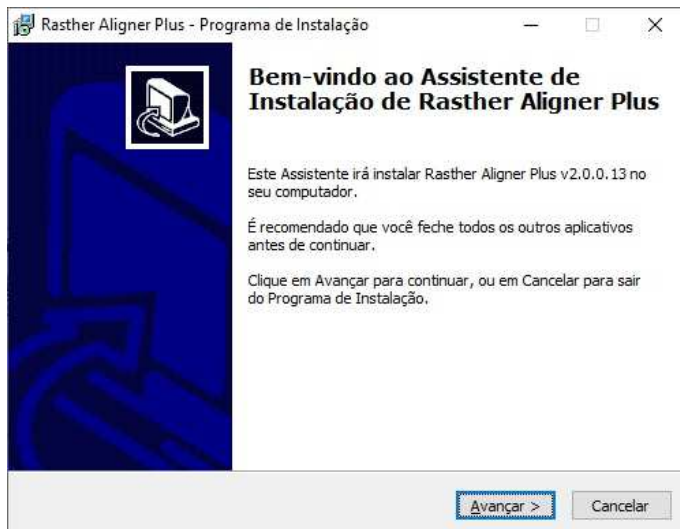 Rasther Aligner Plus - Programa de Instalação
Bem-vindo ao Assistente de
Instalação de Rasther Aligner Plus
Este Assistente irá instalar Rasther Aligner Plus v2.0.0.13 no
seu computador.
É recomendado que você feche todos os outros aplicativos
antes de continuar.
Clique em Avançar para continuar, ou em Cancelar para sair
do Programa de Instalação.
Avançar >
Cancelar